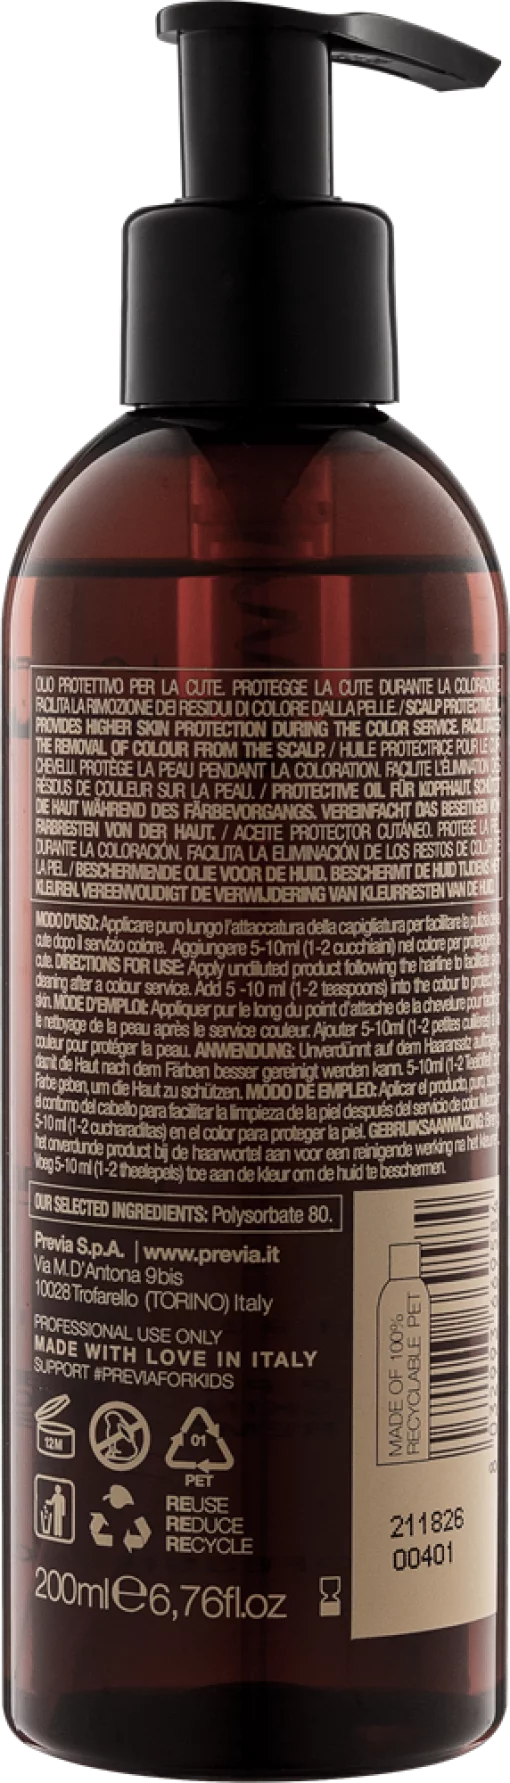 OLIO PROTETTIVO PER LA CUTE. PROTEGGE LA CUTE DURANTE LA COLORAZIONE.
FACILITA LA RIMOZIONE DEI RESIDUI DI COLORE DALLA PELLE. / SCALP PROTECTIVE
PROVIDES HIGHER SKIN PROTECTION DURING THE COLOR SERVICE. FACILITATES
THE REMOVAL OF COLOUR FROM THE SCALP. / HUILE PROTECTRICE POUR LE
CHEVELU. PROTÈGE LA PEAU PENDANT LA COLORATION. FACILITE L'ÉLIMINATION DES
RÉSIDUS DE COULEUR SUR LA PEAU. / PROTECTIVE OIL FÜR KOPFHAUT. SCHÜTZT
DIE HAUT WÄHREND DES FÄRBEVORGANGS. VEREINFACHT DAS BESEITIGEN VON
FARBRESTEN VON DER HAUT. / ACEITE PROTECTOR CUTÁNEO. PROTEGE LA PIEL
DURANTE LA COLORACIÓN. FACILITA LA ELIMINACIÓN DE LOS RESTOS DE COLOR DE
LA PIEL. / BESCHERMENDE OLIE VOOR DE HUID. BESCHERMT DE HUID TIJDENS HET
KLEUREN. VEREENVOUDIGT DE VERWIJDERING VAN KLEURRESTEN VAN DE HUID.
MODO D'USO: Applicare puro lungo l'attaccatura della capigliatura per facilitare la pulizia della
cute dopo il servizio colore. Aggiungere 5-10ml (1-2 cucchiaini) nel colore per proteggere la
cute. DIRECTIONS FOR USE: Apply undiluted product following the hairline to facilitate skin
cleaning after a colour service. Add 5 -10 ml (1-2 teaspoons) into the colour to protect the
skin. MODE D'EMPLOI: Appliquer pur le long du point d'attache de la chevelure pour faciliter
le nettoyage de la peau après le service couleur. Ajouter 5-10ml (1-2 petites cuillères) à la
couleur pour protéger la peau. ANWENDUNG: Unverdünnt auf dem Haaransatz auftragen,
damit die Haut nach dem Färben besser gereinigt werden kann. 5-10ml (1-2 Teelöffel) zur
Farbe geben, um die Haut zu schützen. MODO DE EMPLEO: Aplicar el producto, puro, sobre
el contorno del cabello para facilitar la limpieza de la piel después del servicio de color. Mezclar
5-10 ml (1-2 cucharaditas) en el color para proteger la piel. GEBRUIKSAANWIJZING: Breng
het onverdunde product bij de haarwortel aan voor een reinigende werking na het kleuren.
Voeg 5-10 ml (1-2 theelepels) toe aan de kleur om de huid te beschermen.
OUR SELECTED INGREDIENTS: Polysorbate 80.
Previa S.p.A. | www.previa.it
Via M.D'Antona 9bis
10028 Trofarello (TORINO) Italy
PROFESSIONAL USE ONLY
MADE WITH LOVE IN ITALY
SUPPORT #PREVIAFORKIDS
12M
01
PET
REUSE
REDUCE
RECYCLE
200ml ℮ 6,76fl.oz
MADE OF 100%
RECYCLABLE PET
211826
00401